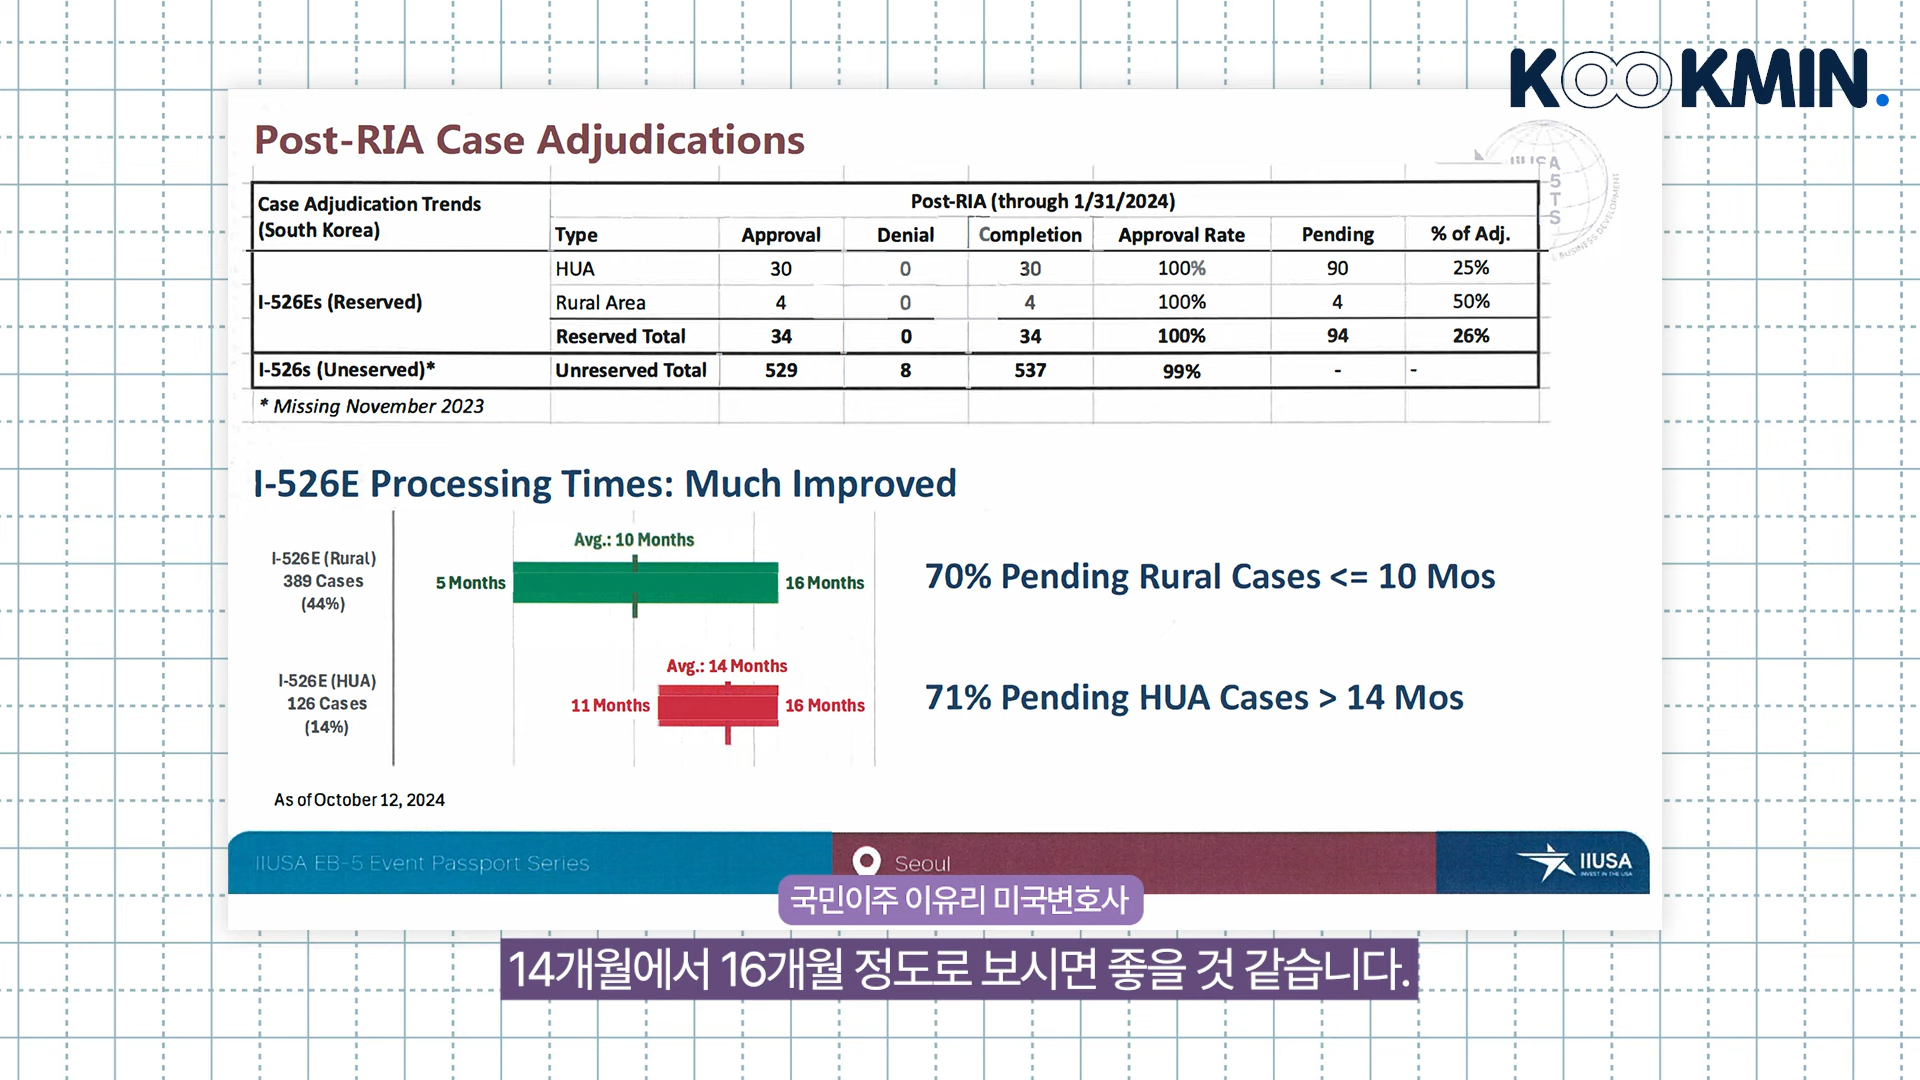 KOOKMIN.
Post-RIA Case Adjudications
Case Adjudication Trends
(South Korea)
Post-RIA (through 1/31/2024)
Type Approval Denial Completion Approval Rate Pending % of Adj.
I-526Es (Reserved)
HUA 30 0 30 100% 90 25%
Rural Area 4 0 4 100% 4 50%
Reserved Total 34 0 34 100% 94 26%
I-526s (Uneserved)* Unreserved Total 529 8 537 99% - -
* Missing November 2023
I-526E Processing Times: Much Improved
I-526E (Rural)
389 Cases
(44%)
Avg.: 10 Months
5 Months
16 Months
70% Pending Rural Cases <= 10 Mos
I-526E (HUA)
126 Cases
(14%)
Avg.: 14 Months
11 Months
16 Months
71% Pending HUA Cases > 14 Mos
As of October 12, 2024
IIUSA EB-5 Event Passport Series
Seoul
IIUSA
INVEST IN THE USA
국민이주 이유리 미국변호사
14개월에서 16개월 정도로 보시면 좋을 것 같습니다.